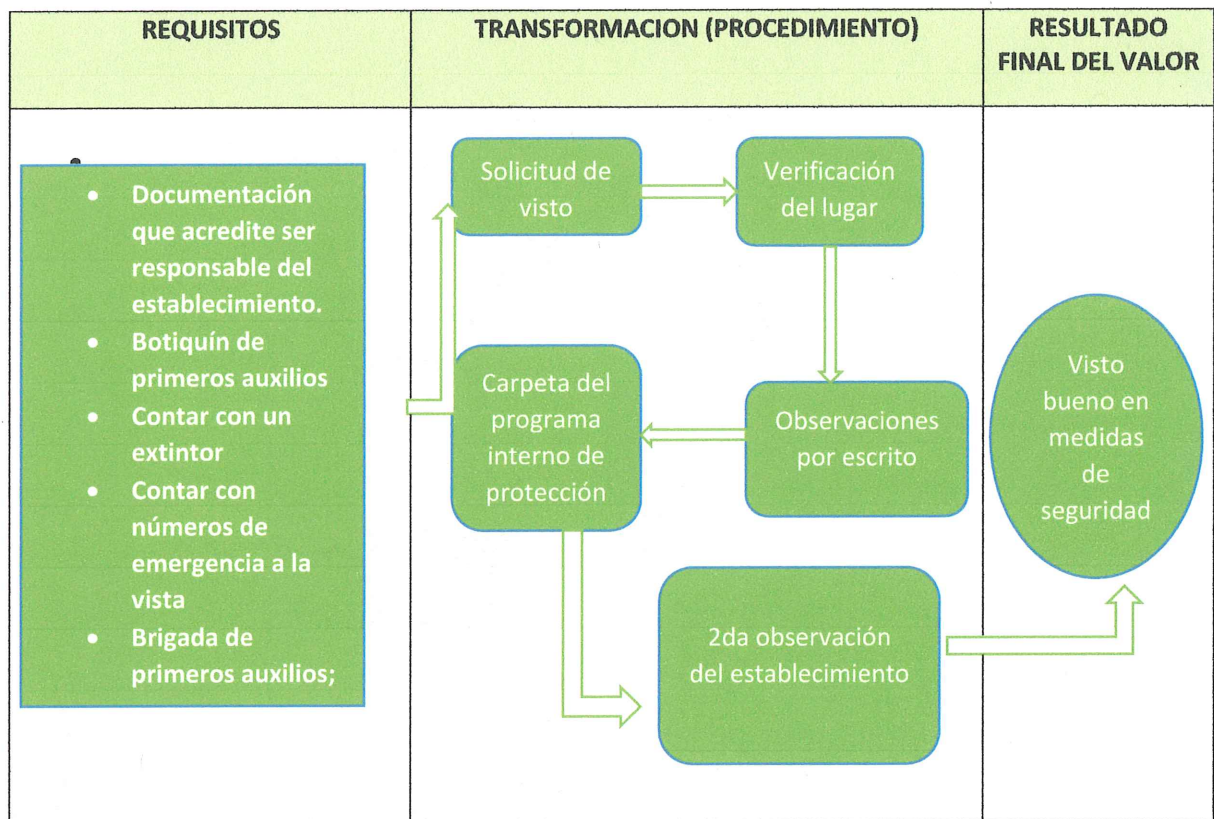 REQUISITOS
TRANSFORMACION (PROCEDIMIENTO)
RESULTADO
FINAL DEL VALOR
• Documentación
que acredite ser
responsable del
establecimiento.
• Botiquín de
primeros auxilios
• Contar con un
extintor
• Contar con
números de
emergencia a la
vista
• Brigada de
primeros auxilios;
Solicitud de
visto
Verificación
del lugar
Observaciones
por escrito
Carpeta del
programa
interno de
protección
2da observación
del establecimiento
Visto
bueno en
medidas
de
seguridad